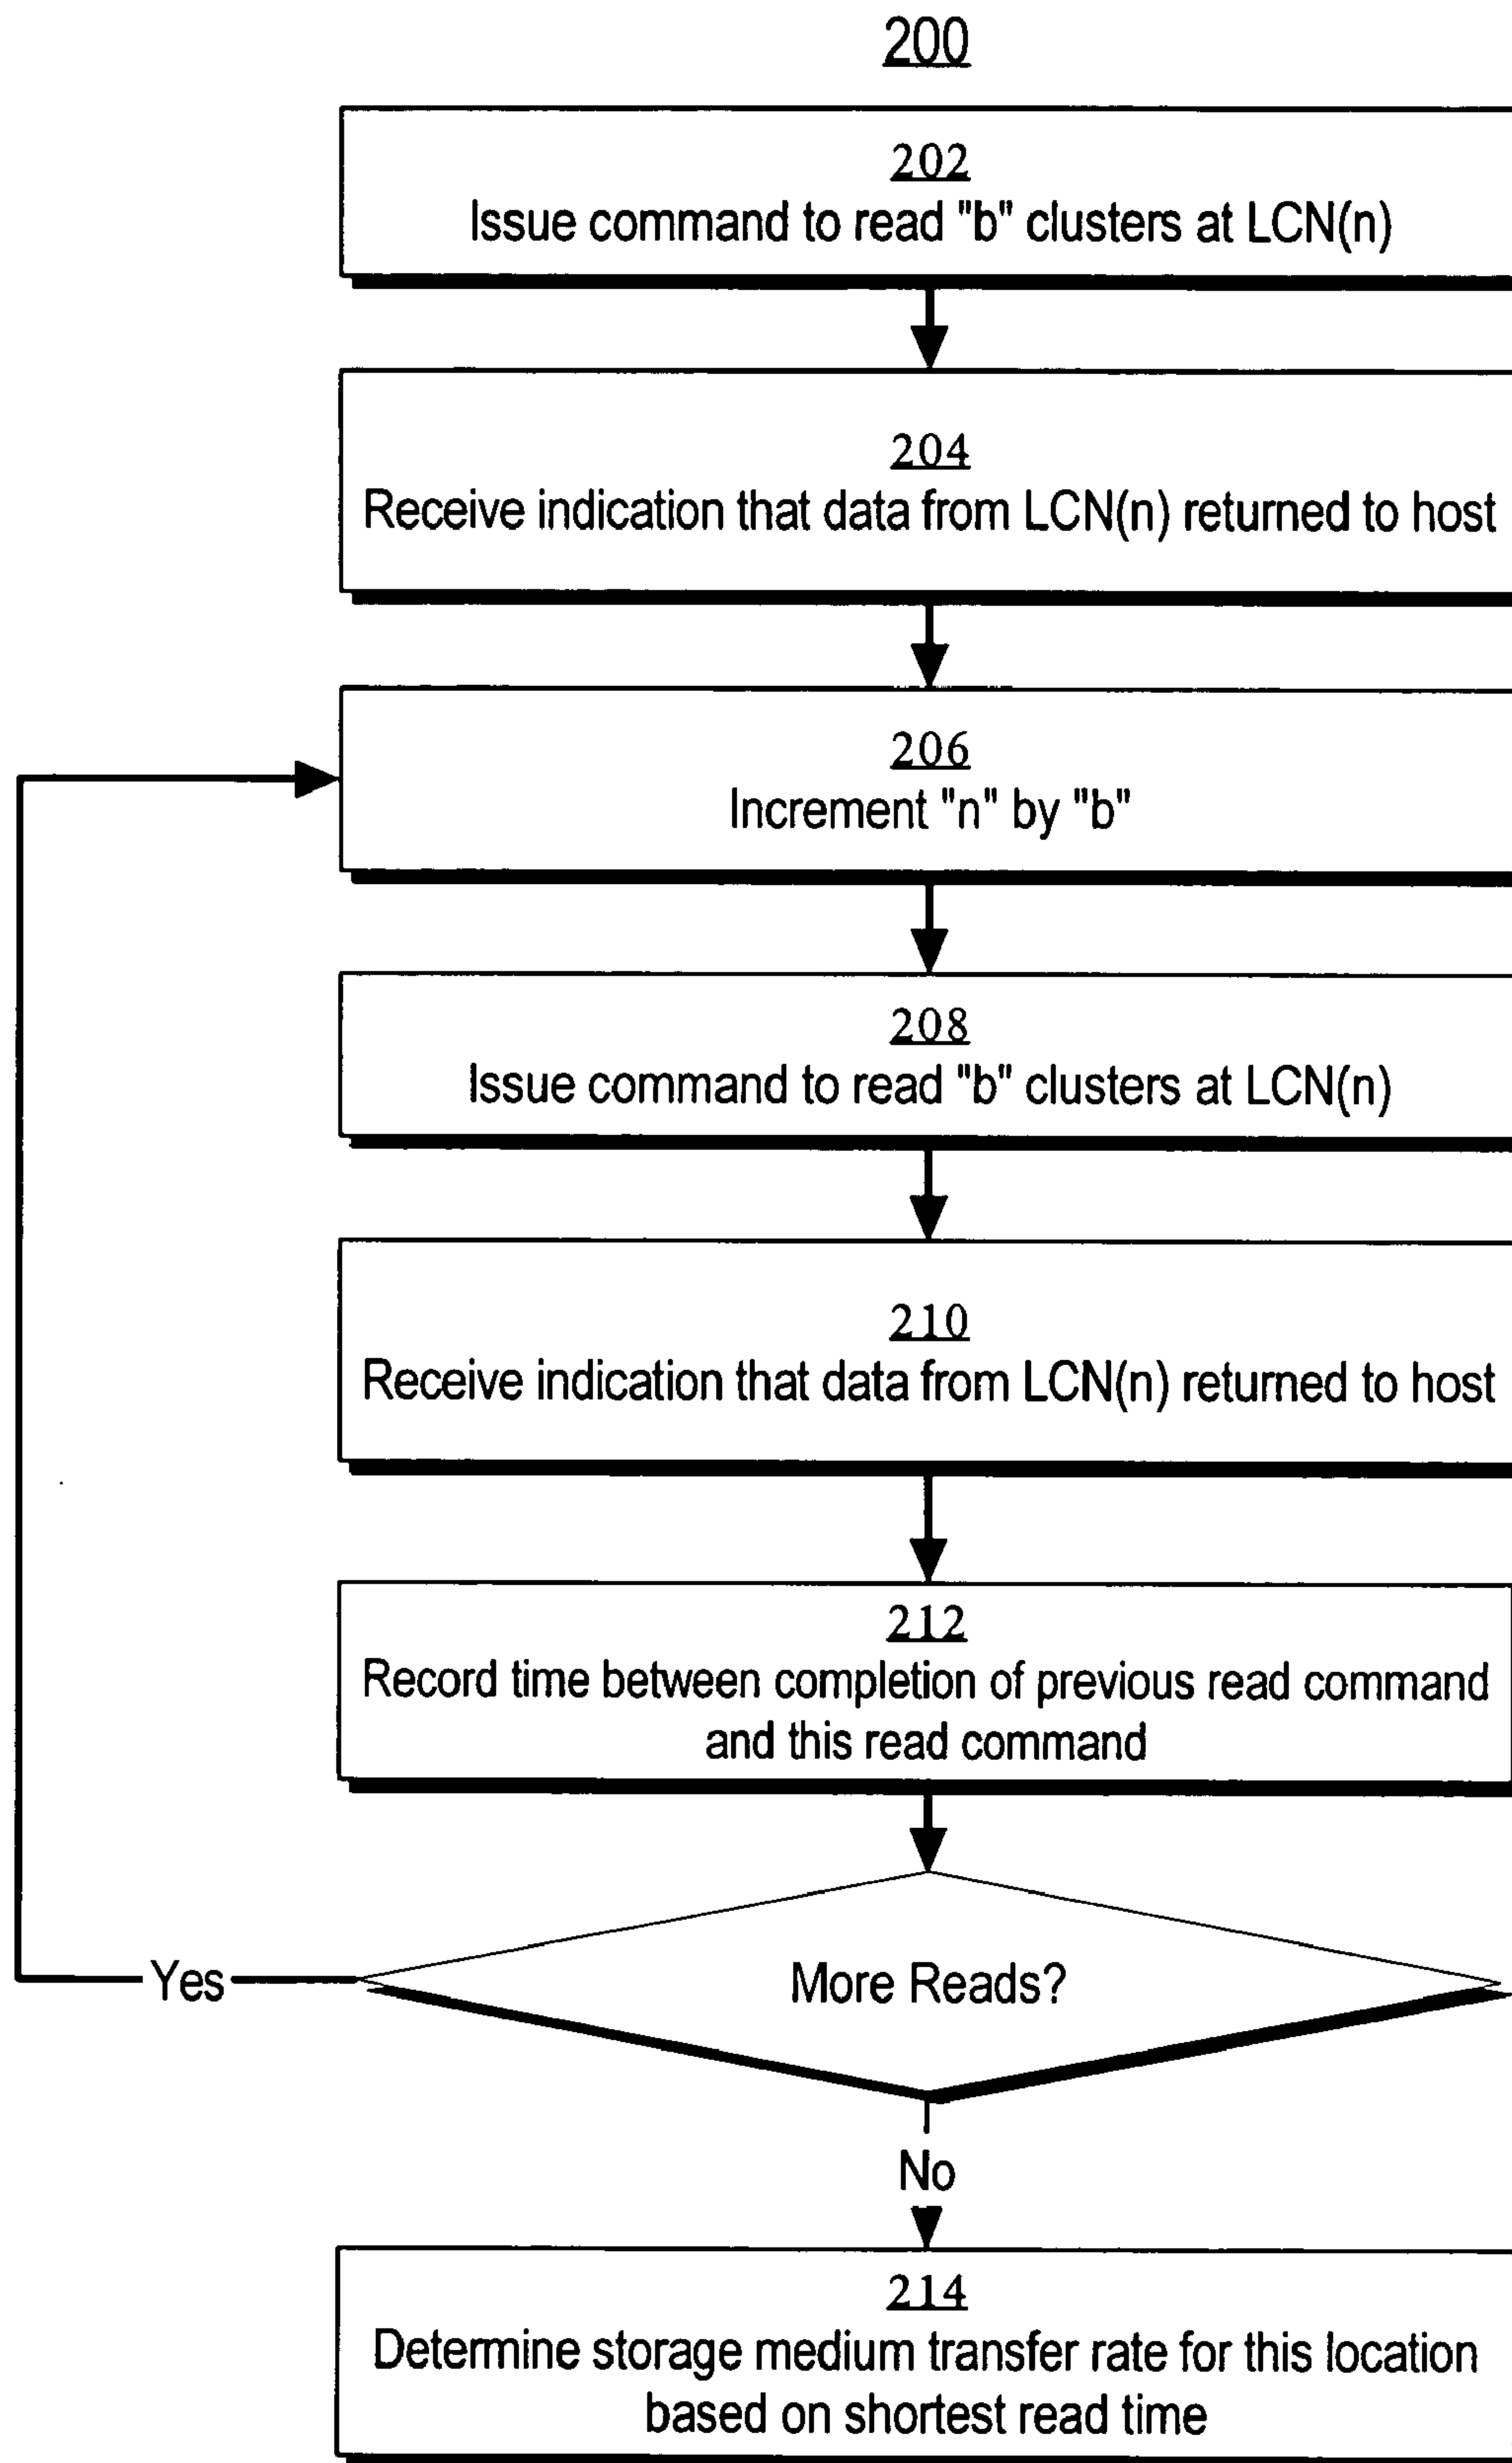 200
202
Issue command to read "b" clusters at LCN(n)
204
Receive indication that data from LCN(n) returned to host
206
Increment "n" by "b"
208
Issue command to read "b" clusters at LCN(n)
210
Receive indication that data from LCN(n) returned to host
212
Record time between completion of previous read command
and this read command
More Reads?
Yes
No
214
Determine storage medium transfer rate for this location
based on shortest read time